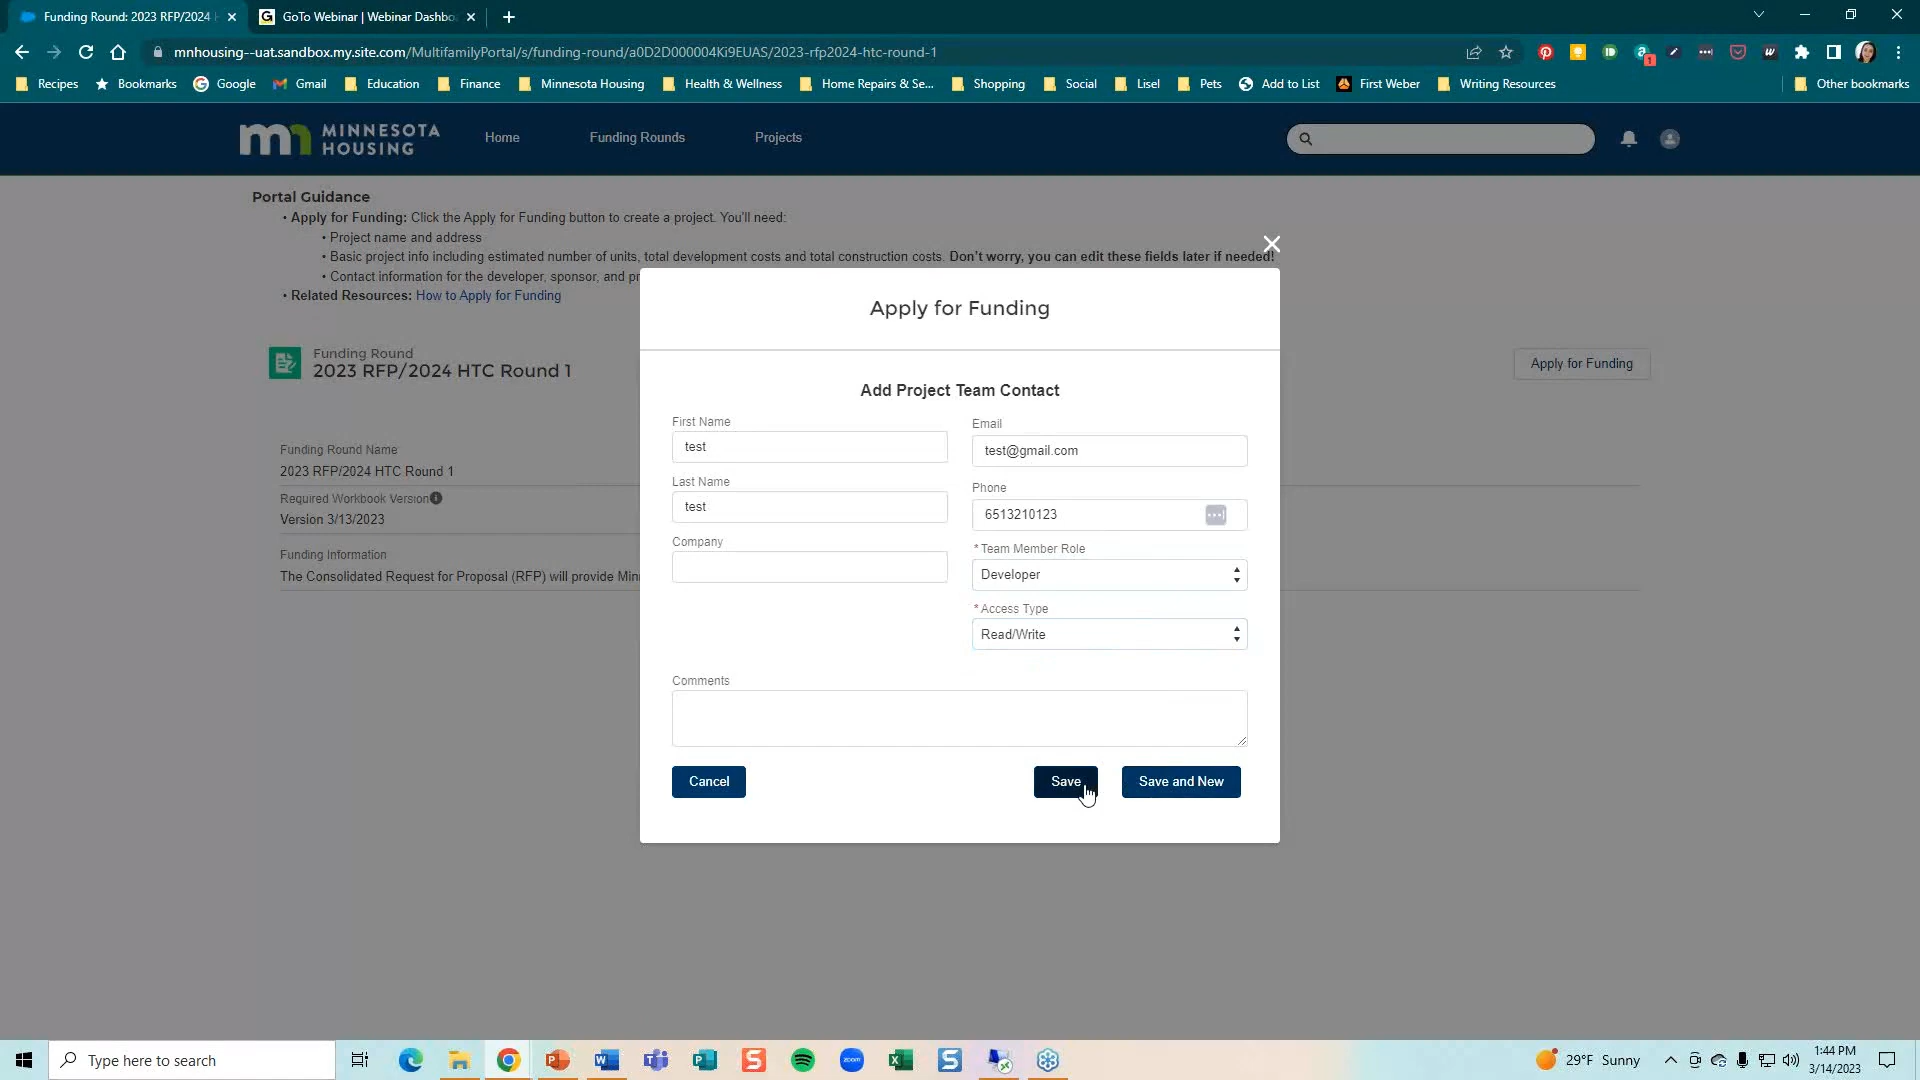 Funding Round: 2023 RFP/2024
GoTo Webinar | Webinar Dashbo
mnhousing--uat.sandbox.my.site.com/MultifamilyPortal/s/funding-round/a0D2D000004Ki9EUAS/2023-rfp2024-htc-round-1
Recipes Bookmarks Google Gmail Education Finance Minnesota Housing Health & Wellness Home Repairs & Se... Shopping Social Lisel Pets Add to List First Weber Writing Resources Other bookmarks
MINNESOTA
HOUSING
Home Funding Rounds Projects
Portal Guidance
• Apply for Funding: Click the Apply for Funding button to create a project. You'll need:
• Project name and address
• Basic project info including estimated number of units, total development costs and total construction costs. Don't worry, you can edit these fields later if needed!
• Contact information for the developer, sponsor, and pr
• Related Resources: How to Apply for Funding
Funding Round
2023 RFP/2024 HTC Round 1
Apply for Funding
Funding Round Name
2023 RFP/2024 HTC Round 1
Required Workbook Version
Version 3/13/2023
Funding Information
The Consolidated Request for Proposal (RFP) will provide Min
Apply for Funding
Add Project Team Contact
First Name
test
Last Name
test
Company
Email
test@gmail.com
Phone
6513210123
* Team Member Role
Developer
* Access Type
Read/Write
Comments
Cancel Save Save and New
Type here to search
zoom
29°F Sunny
1:44 PM
3/14/2023